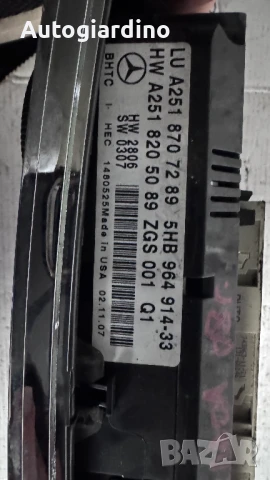 Autogiardino
LU A251 870 72 89 5HB 964 914-33
HW A251 820 50 89 ZGS 001 Q1
HW 2806
SW 0307
BHTC I- HEC 1480525 Made in USA 02.11.07
BAZAR